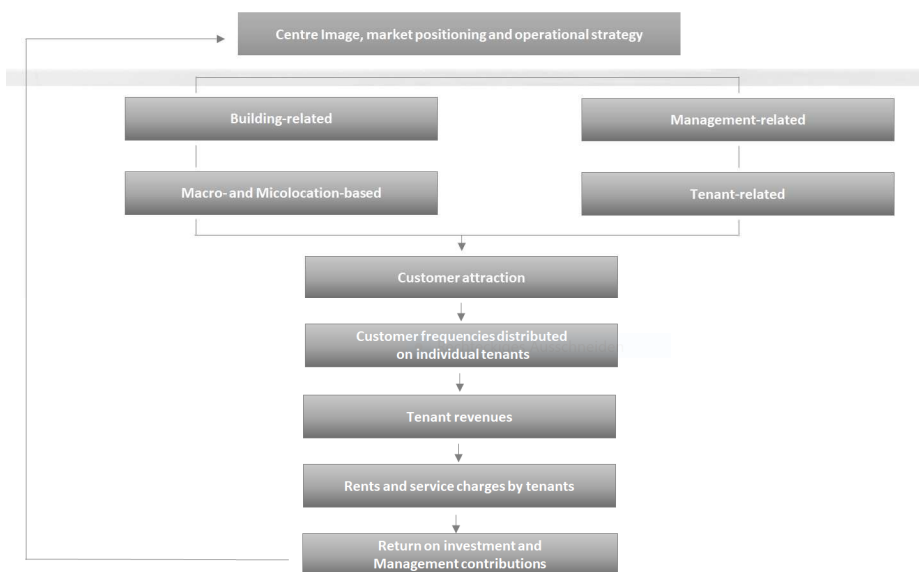 Centre Image, market positioning and operational strategy
Building-related
Management-related
Macro- and Micolocation-based
Tenant-related
Customer attraction
Customer frequencies distributed
on individual tenants
Tenant revenues
Rents and service charges by tenants
Return on investment and
Management contributions